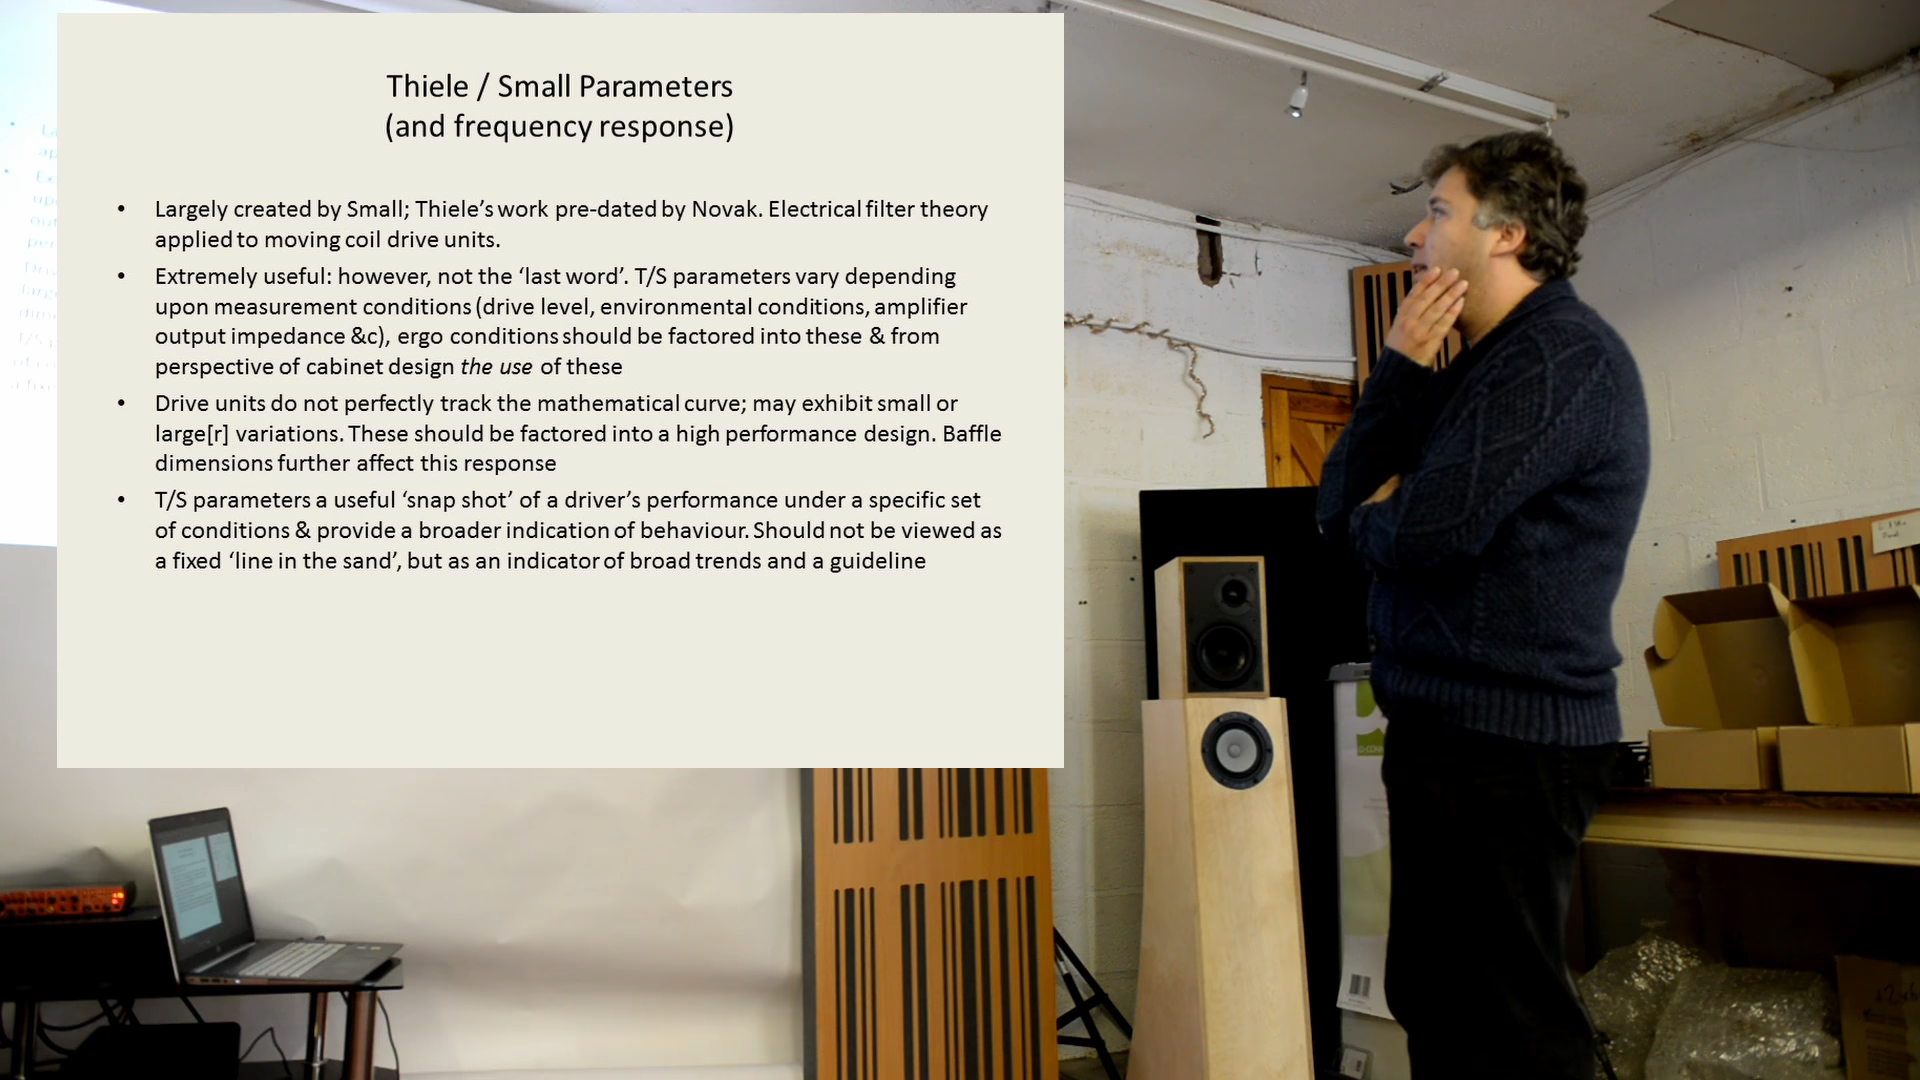 Thiele / Small Parameters
(and frequency response)
• Largely created by Small; Thiele’s work pre-dated by Novak. Electrical filter theory
applied to moving coil drive units.
• Extremely useful: however, not the ‘last word’. T/S parameters vary depending
upon measurement conditions (drive level, environmental conditions, amplifier
output impedance &c), ergo conditions should be factored into these & from
perspective of cabinet design the use of these
• Drive units do not perfectly track the mathematical curve; may exhibit small or
large[r] variations. These should be factored into a high performance design. Baffle
dimensions further affect this response
• T/S parameters a useful ‘snap shot’ of a driver’s performance under a specific set
of conditions & provide a broader indication of behaviour. Should not be viewed as
a fixed ‘line in the sand’, but as an indicator of broad trends and a guideline